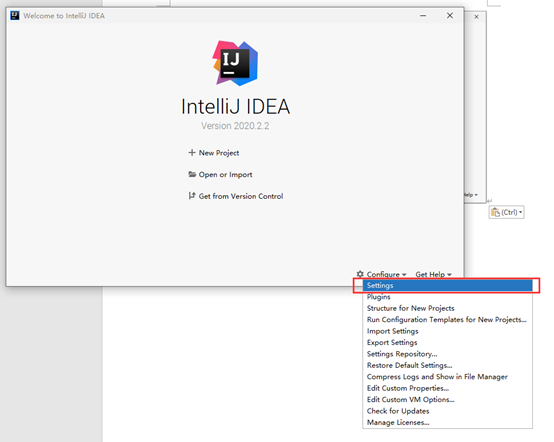 Welcome to IntelliJ IDEA
IJ
IntelliJ IDEA
Version 2020.2.2
New Project
Open or Import
Get from Version Control
Help
(Ctrl)
Configure
Get Help
Settings
Plugins
Structure for New Projects
Run Configuration Templates for New Projects...
Import Settings
Export Settings
Settings Repository...
Restore Default Settings...
Compress Logs and Show in File Manager
Edit Custom Properties...
Edit Custom VM Options...
Check for Updates
Manage Licenses...